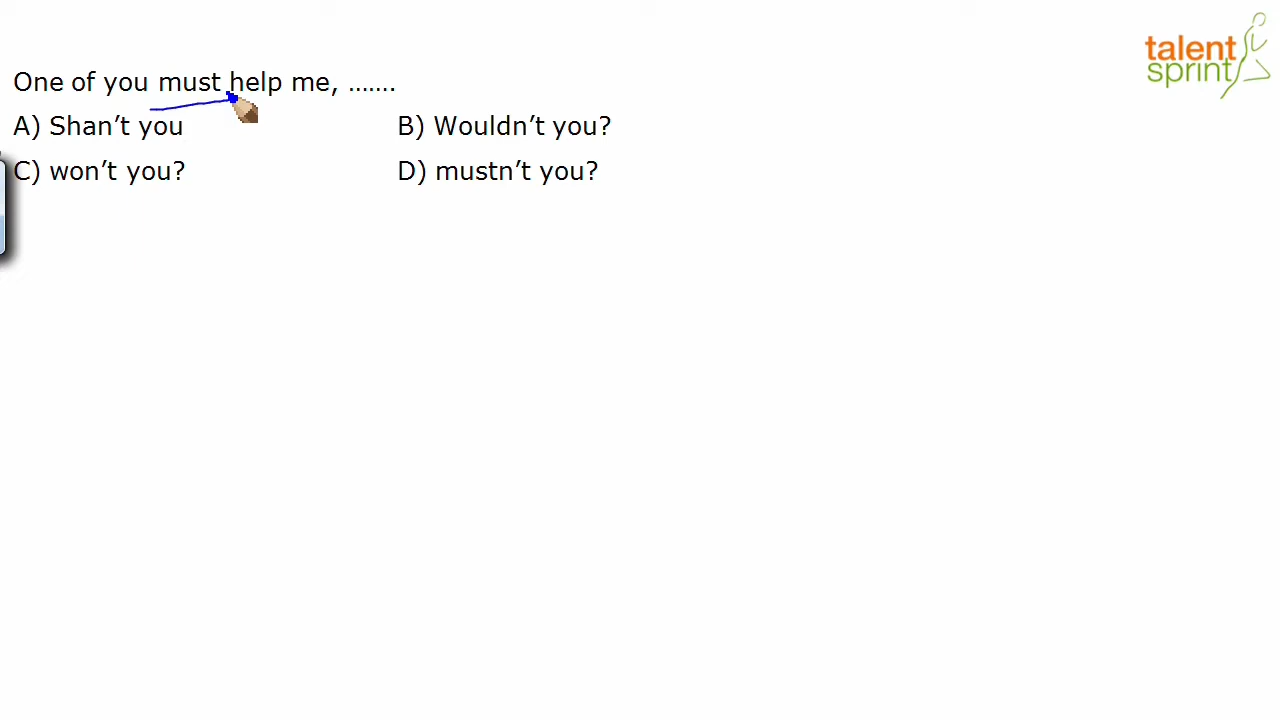 talent
sprint
One of you must help me, …….
A) Shan’t you
B) Wouldn’t you?
C) won’t you?
D) mustn’t you?